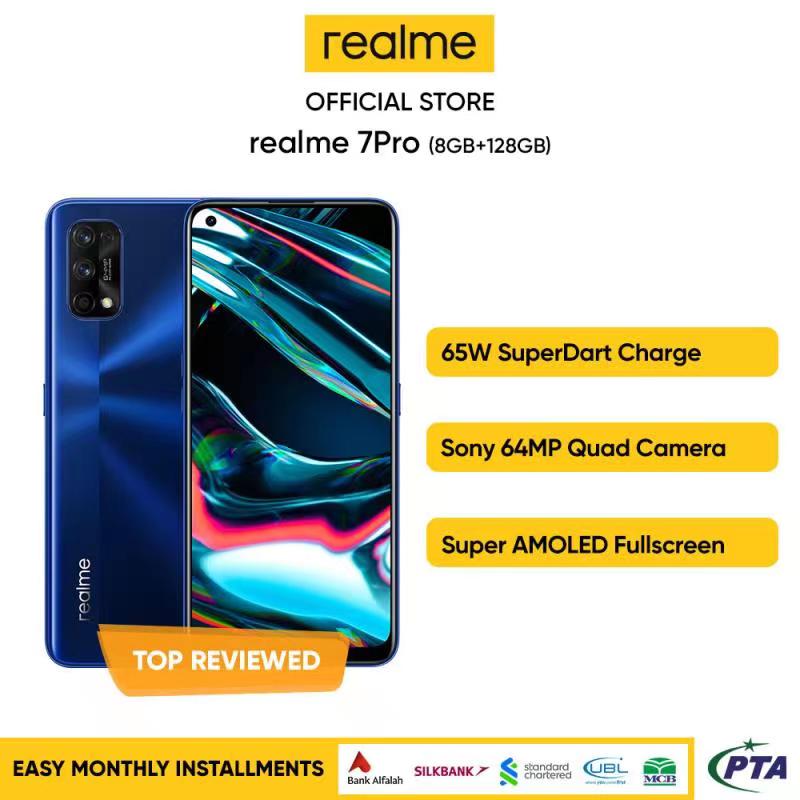 realme
OFFICIAL STORE
realme 7Pro (8GB+128GB)
65W SuperDart Charge
Sony 64MP Quad Camera
Super AMOLED Fullscreen
realme
TOP REVIEWED
EASY MONTHLY INSTALLMENTS
Bank Alfalah
SILKBANK
standard
chartered
UBL
MCB
PTA